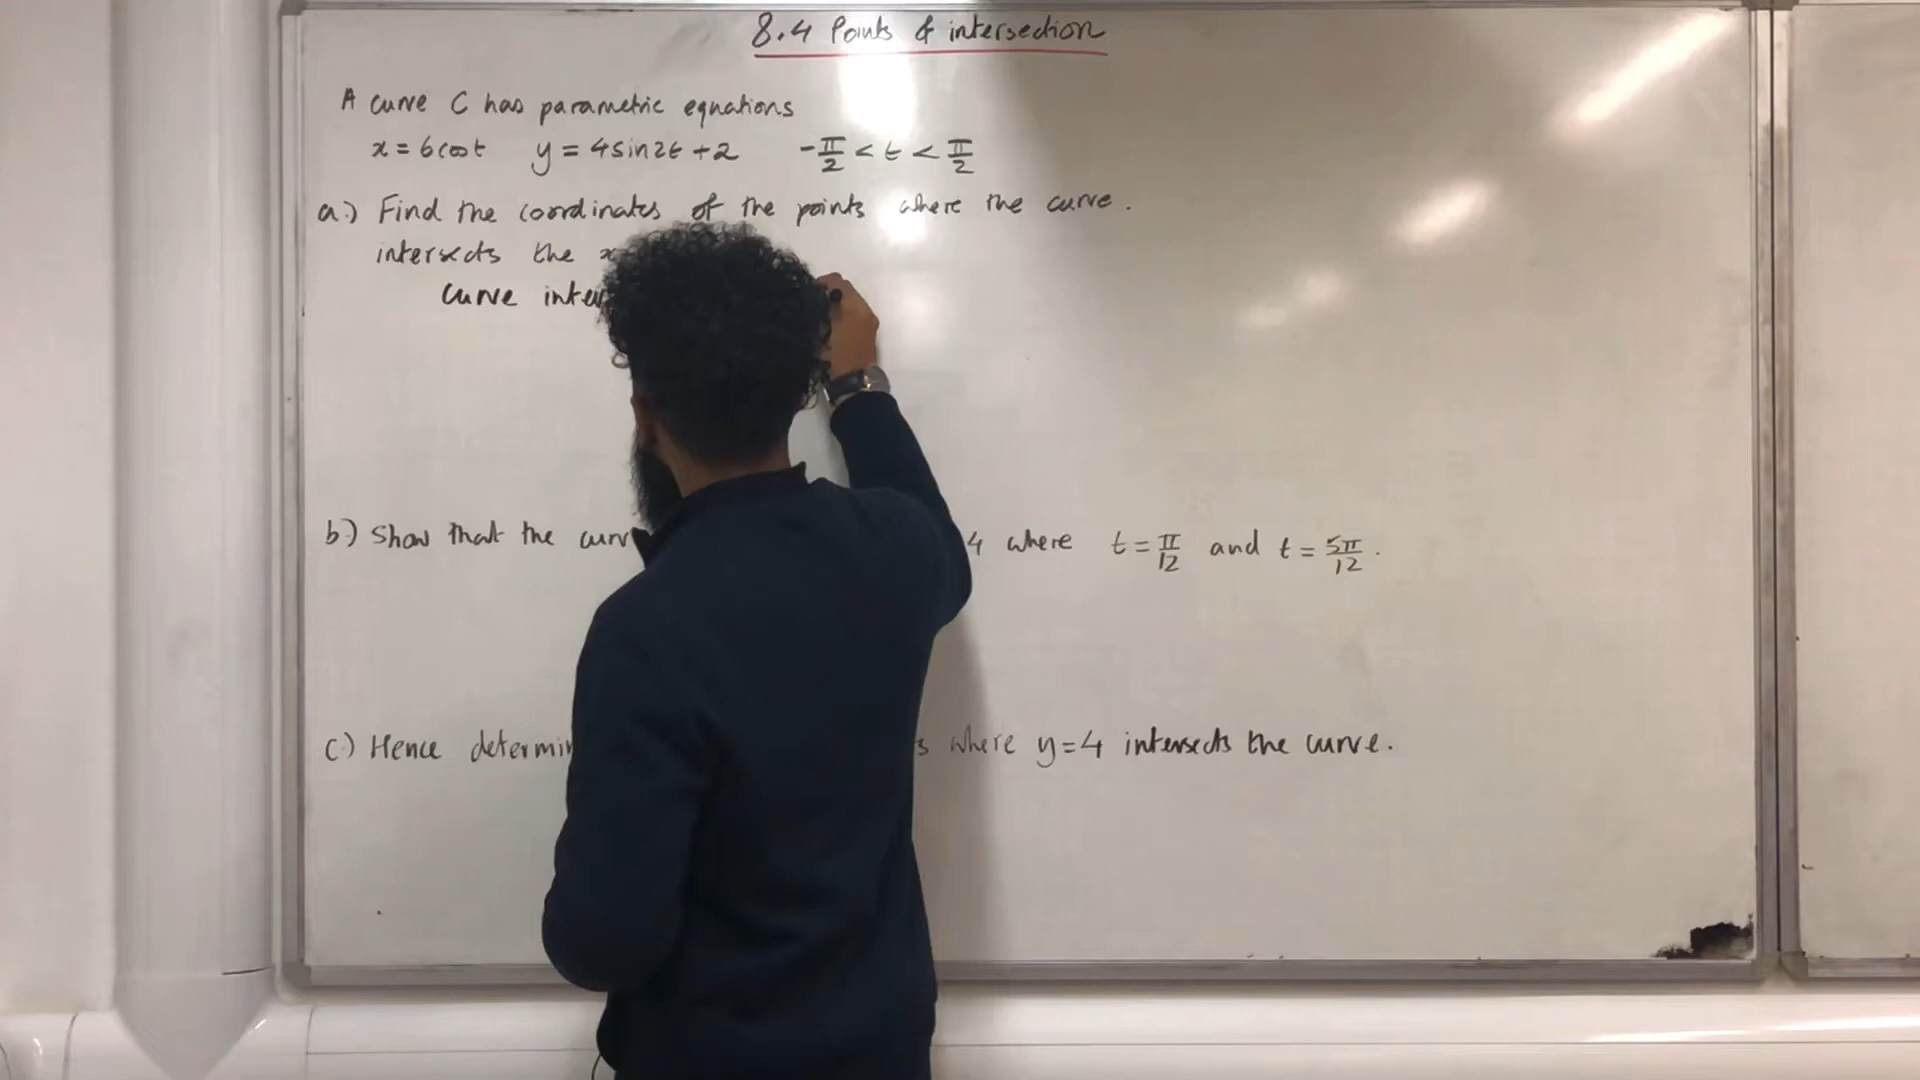 8.4 Points & intersection
A curve C has parametric equations
x = 6cost y = 4sin2t + 2 -π/2 < t < π/2
a.) Find the coordinates of the points where the curve.
intersects the x
Curve inter
b.) Show that the curv 4 where t = π/12 and t = 5π/12.
c.) Hence determin s where y=4 intersects the curve.